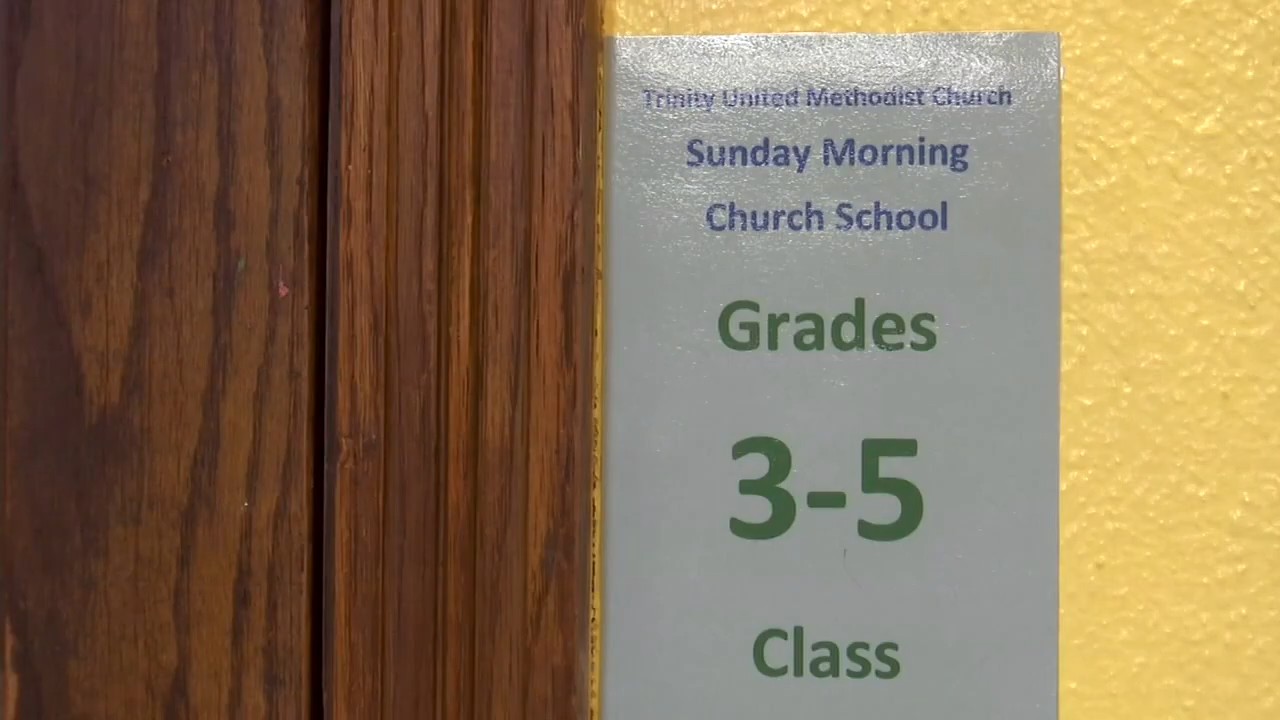 Trinity United Methodist Church
Sunday Morning
Church School
Grades
3-5
Class